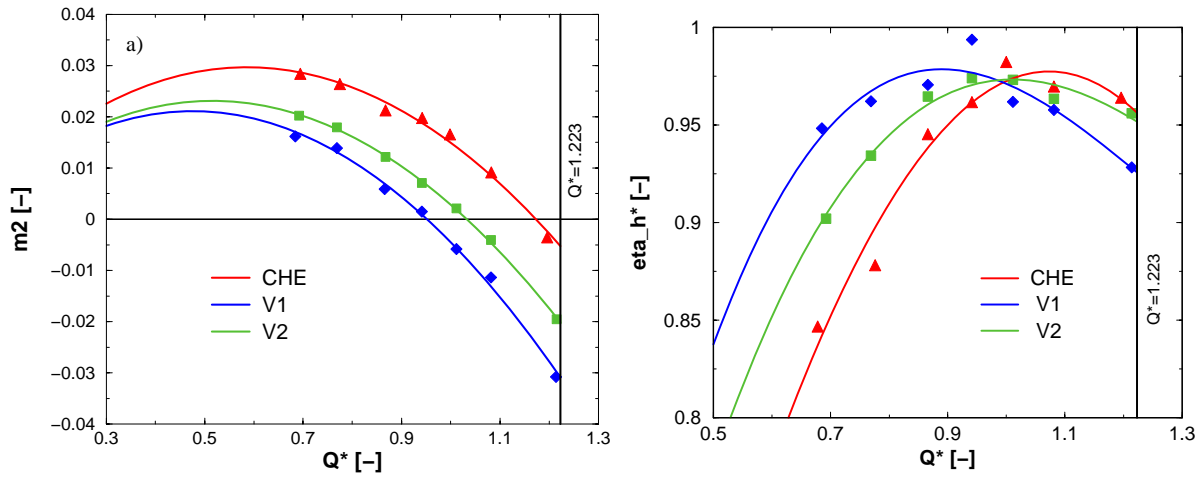 a)
0.04
0.03
0.02
0.01
0
−0.01
−0.02
−0.03
−0.04
m2 [−]
0.3
0.5
0.7
0.9
1.1
1.3
Q* [−]
CHE
V1
V2
Q*=1.223
1
0.95
0.9
0.85
0.8
eta_h* [−]
0.5
0.7
0.9
1.1
1.3
Q* [−]
CHE
V1
V2
Q*=1.223